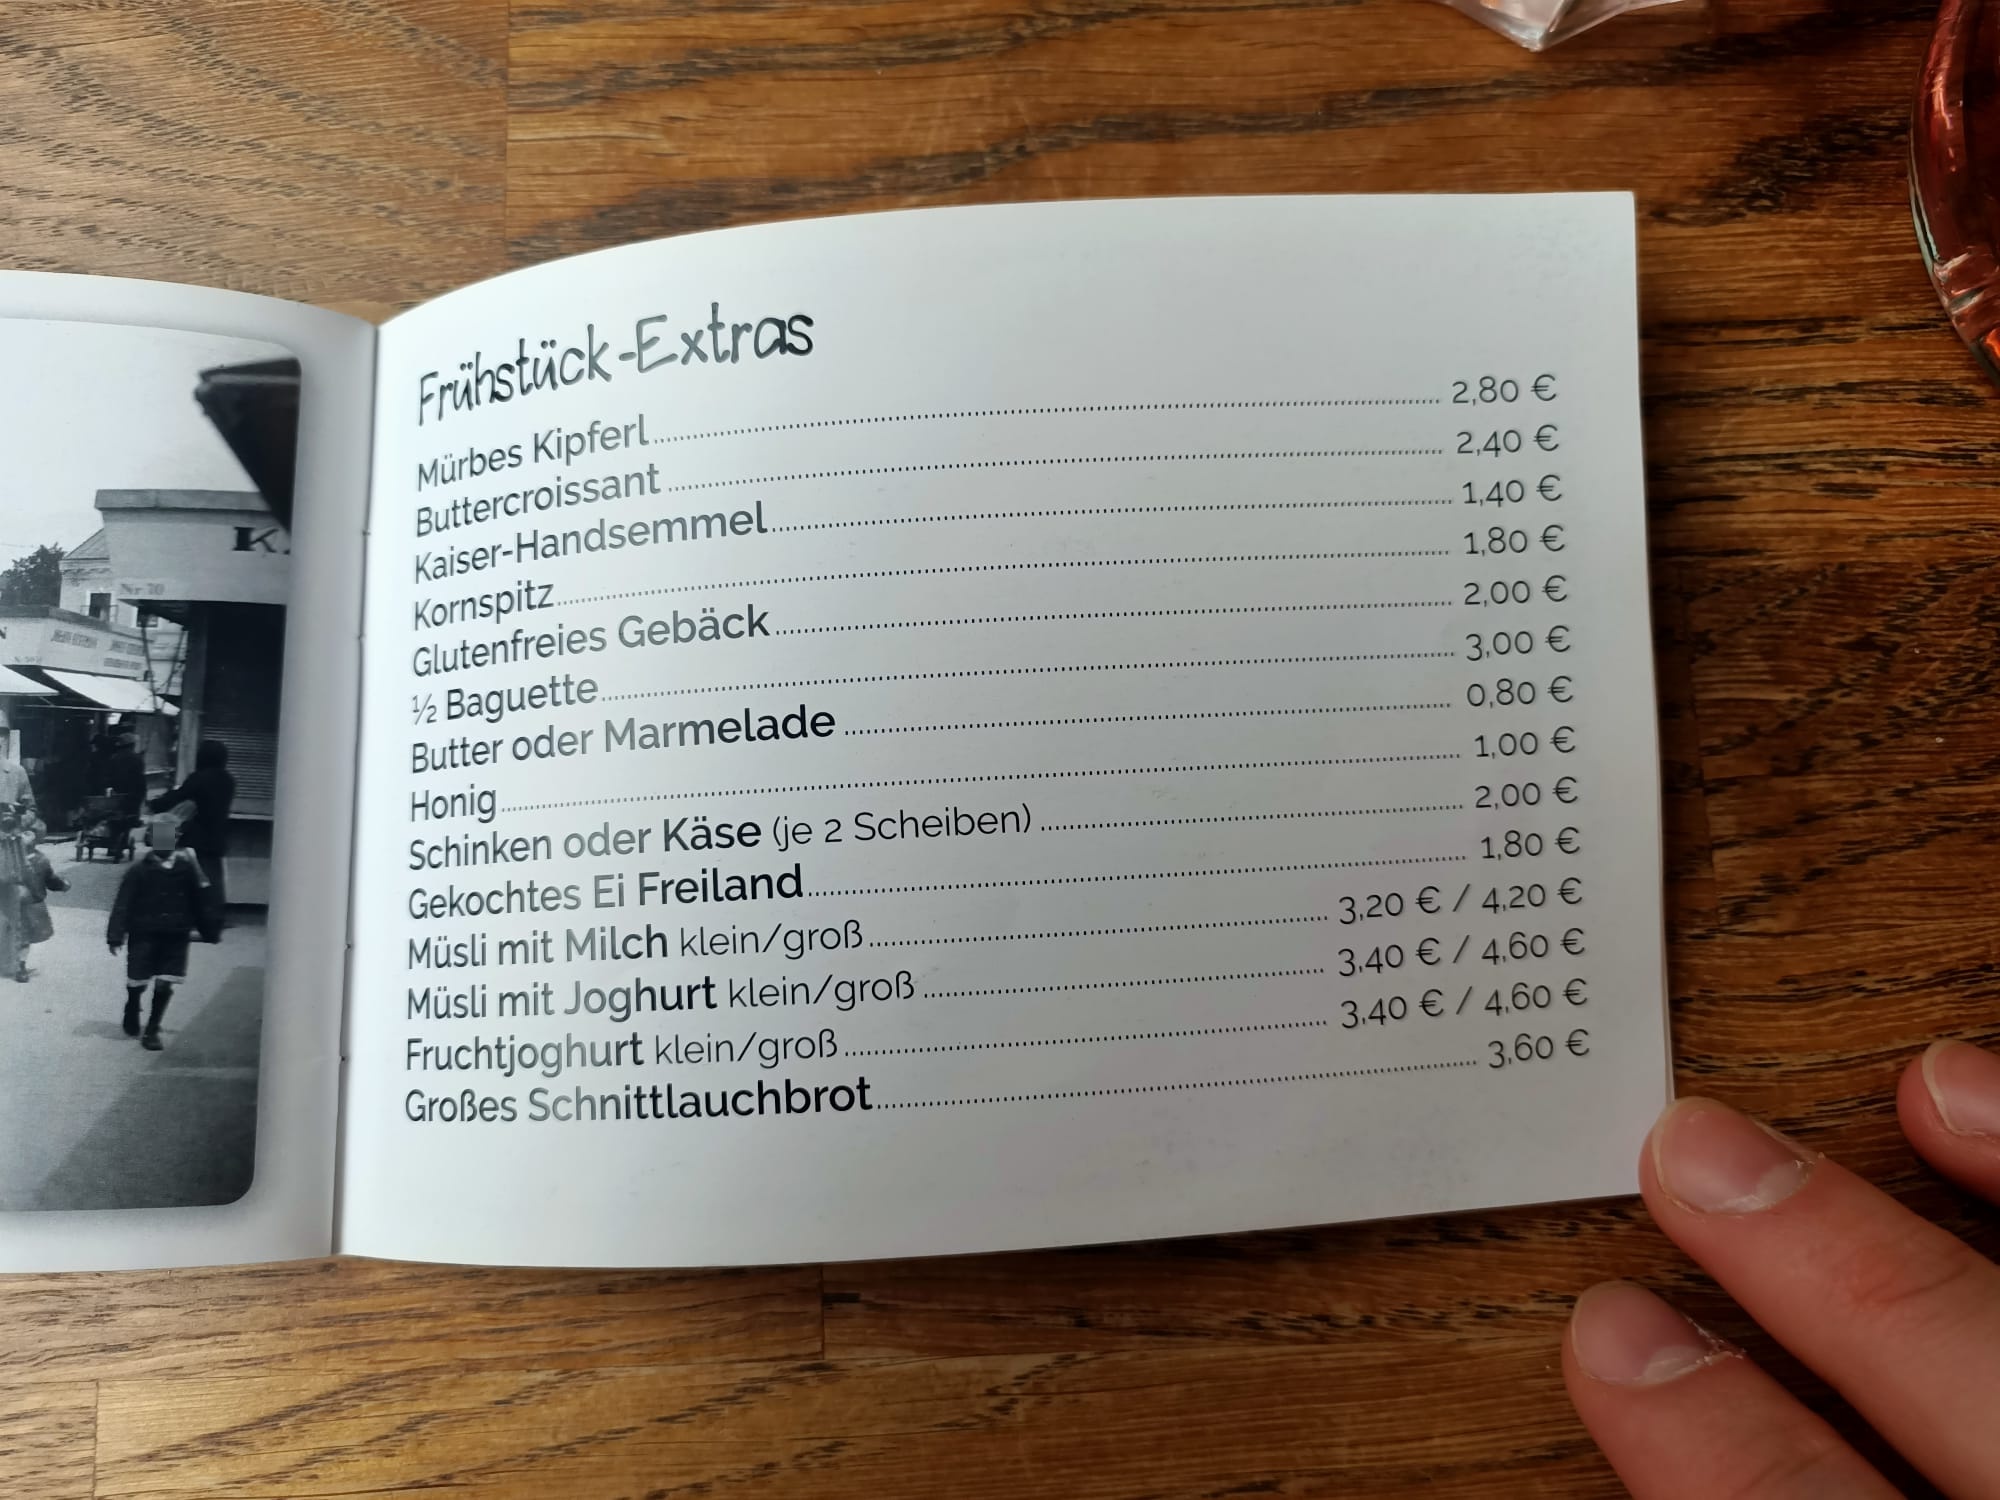 Frühstück-Extras
Mürbes Kipferl 2,80 €
Buttercroissant 2,40 €
Kaiser-Handsemmel 1,40 €
Kornspitz 1,80 €
Glutenfreies Gebäck 2,00 €
½ Baguette 3,00 €
Butter oder Marmelade 0,80 €
Honig 1,00 €
Schinken oder Käse (je 2 Scheiben) 2,00 €
Gekochtes Ei Freiland 1,80 €
Müsli mit Milch klein/groß 3,20 € / 4,20 €
Müsli mit Joghurt klein/groß 3,40 € / 4,60 €
Fruchtjoghurt klein/groß 3,40 € / 4,60 €
Großes Schnittlauchbrot 3,60 €
Nr 70